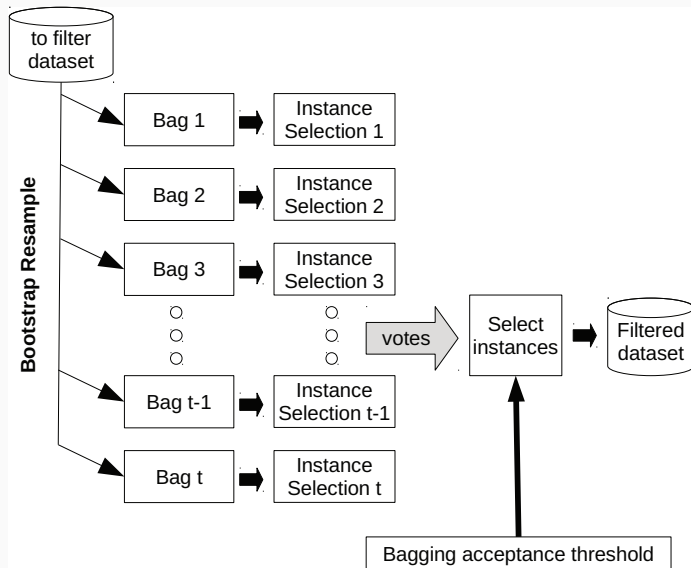 to filter
dataset
Bootstrap Resample
Bag 1
Instance
Selection 1
Bag 2
Instance
Selection 2
Bag 3
Instance
Selection 3
votes
Select
instances
Filtered
dataset
Bag t-1
Instance
Selection t-1
Bag t
Instance
Selection t
Bagging acceptance threshold